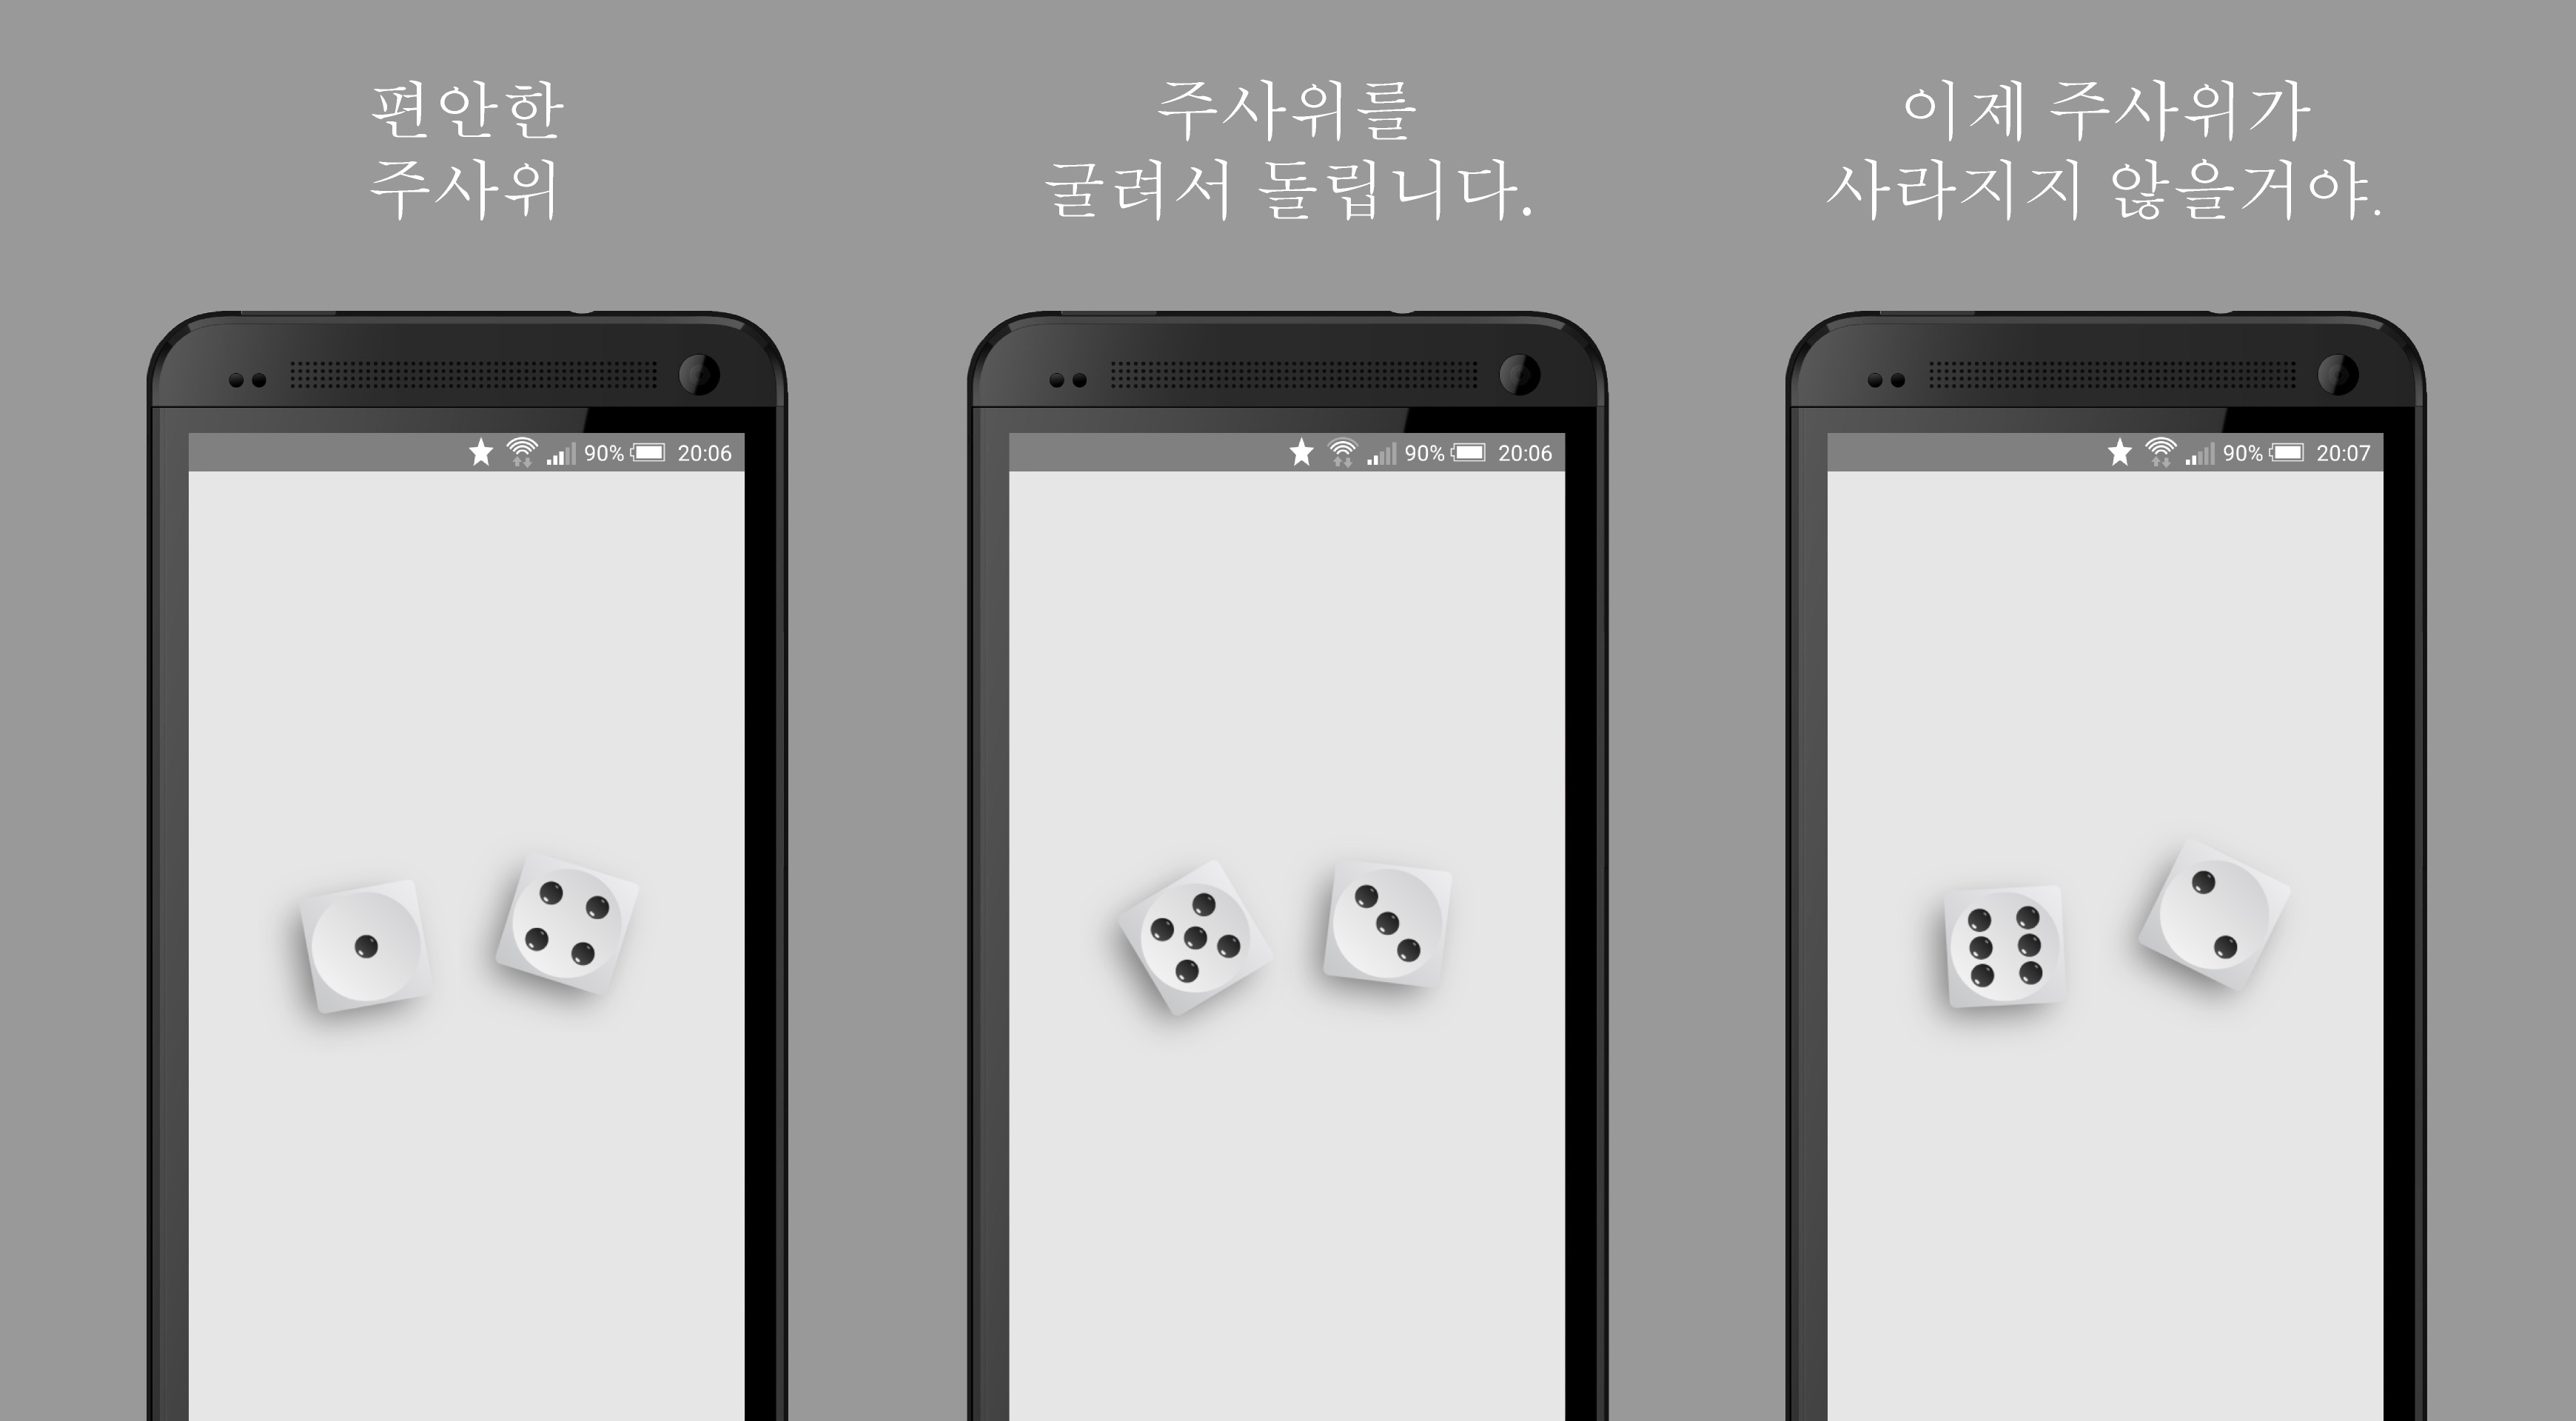 편안한
주사위
주사위를
굴려서 돌립니다.
이제 주사위가
사라지지 않을거야.
90% 20:06
90% 20:06
90% 20:07